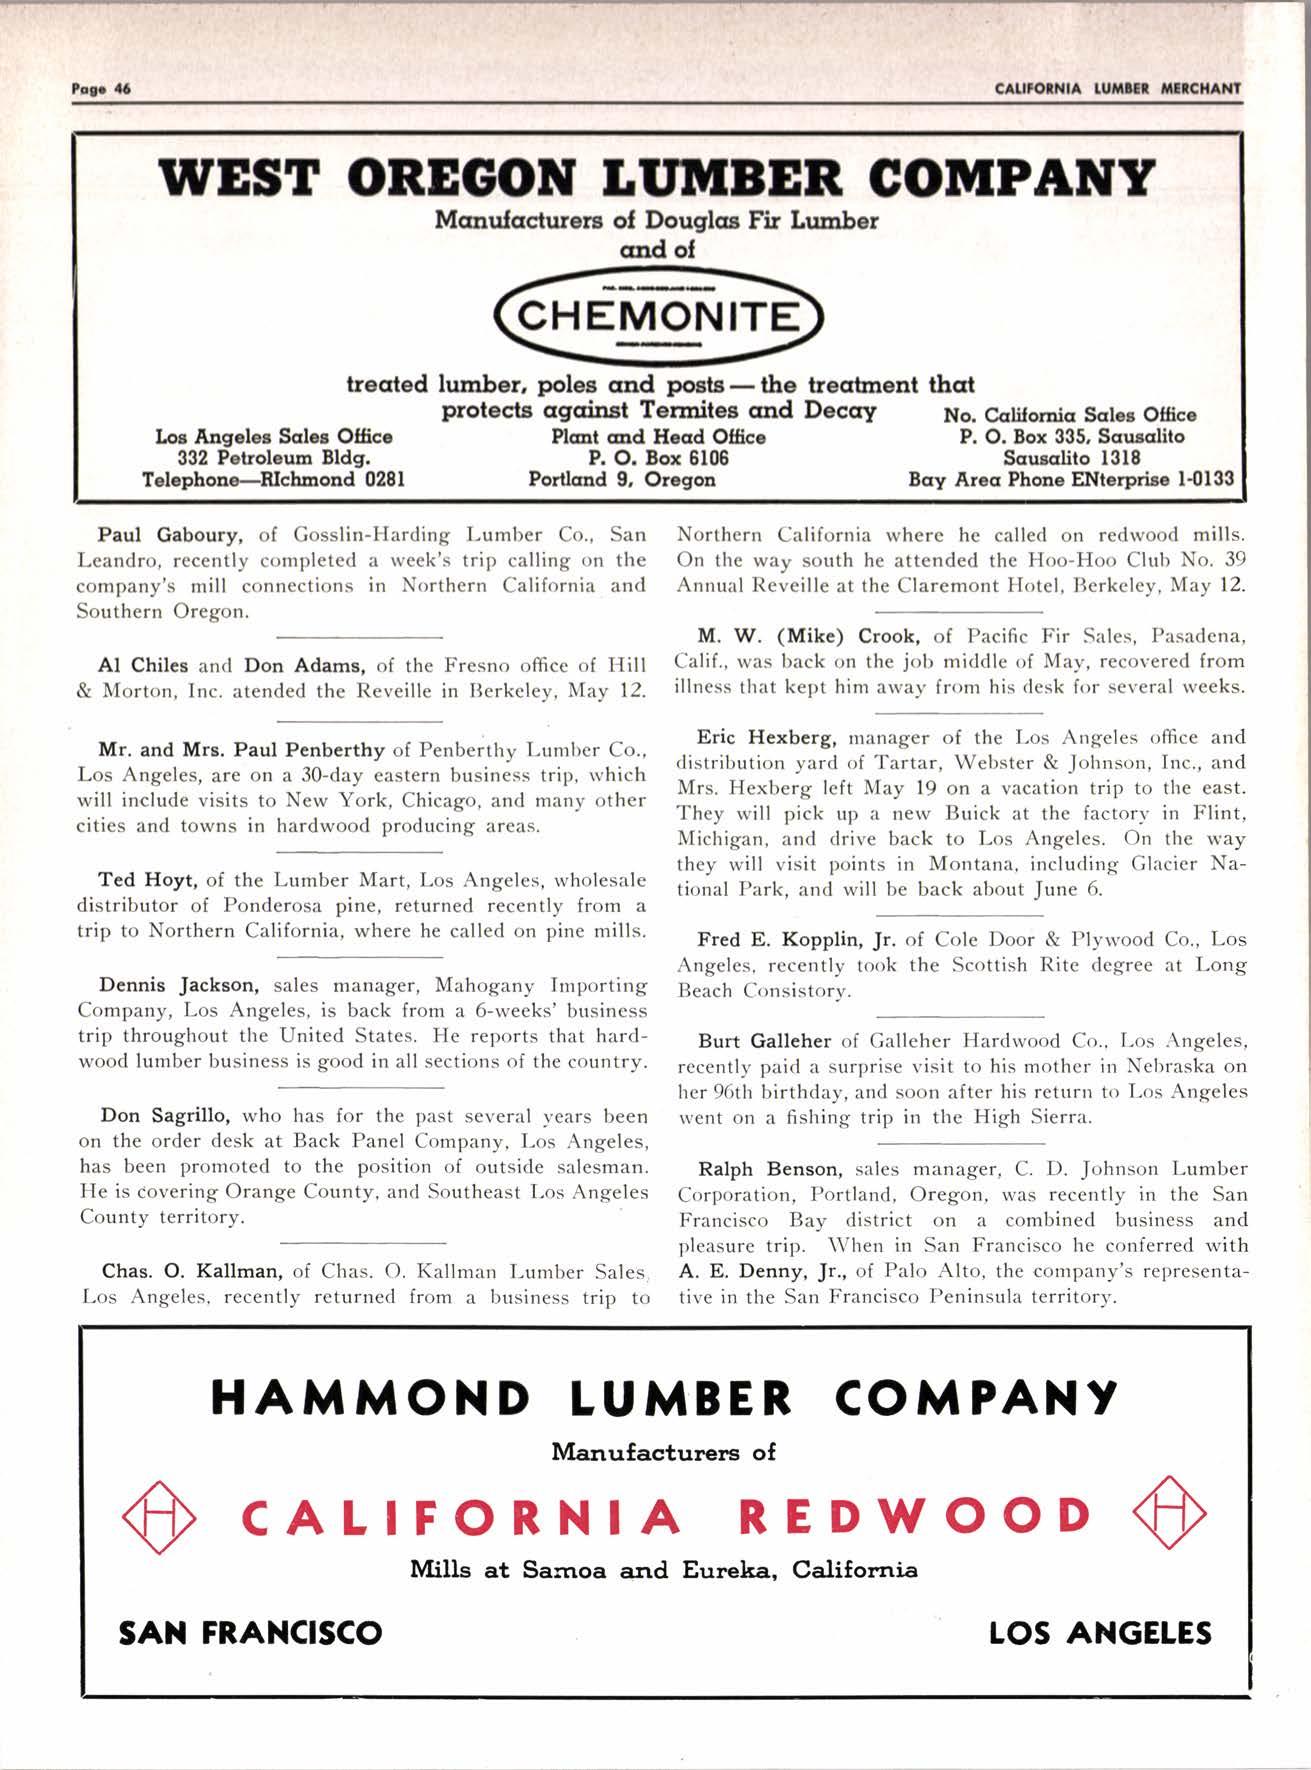 Page 46
CALIFORNIA LUMBER MERCHANT
WEST OREGON LUMBER COMPANY
Manufacturers of Douglas Fir Lumber
and of
CHEMONITE
treated lumber, poles and posts — the treatment that
protects against Termites and Decay
Los Angeles Sales Office
332 Petroleum Bldg.
Telephone—RIchmond 0281
Plant and Head Office
P. O. Box 6106
Portland 9, Oregon
No. California Sales Office
P. O. Box 335, Sausalito
Sausalito 1318
Bay Area Phone ENterprise 1-0133
Paul Gaboury, of Gosslin-Harding Lumber Co., San
Leandro, recently completed a week's trip calling on the
company's mill connections in Northern California and
Southern Oregon.
Al Chiles and Don Adams, of the Fresno office of Hill
& Morton, Inc. atended the Reveille in Berkeley, May 12.
Mr. and Mrs. Paul Penberthy of Penberthy Lumber Co.,
Los Angeles, are on a 30-day eastern business trip, which
will include visits to New York, Chicago, and many other
cities and towns in hardwood producing areas.
Ted Hoyt, of the Lumber Mart, Los Angeles, wholesale
distributor of Ponderosa pine, returned recently from a
trip to Northern California, where he called on pine mills.
Dennis Jackson, sales manager, Mahogany Importing
Company, Los Angeles, is back from a 6-weeks' business
trip throughout the United States. He reports that hard-
wood lumber business is good in all sections of the country.
Don Sagrillo, who has for the past several years been
on the order desk at Back Panel Company, Los Angeles,
has been promoted to the position of outside salesman.
He is covering Orange County, and Southeast Los Angeles
County territory.
Chas. O. Kallman, of Chas. O. Kallman Lumber Sales,
Los Angeles, recently returned from a business trip to
Northern California where he called on redwood mills.
On the way south he attended the Hoo-Hoo Club No. 39
Annual Reveille at the Claremont Hotel, Berkeley, May 12.
M. W. (Mike) Crook, of Pacific Fir Sales, Pasadena,
Calif., was back on the job middle of May, recovered from
illness that kept him away from his desk for several weeks.
Eric Hexberg, manager of the Los Angeles office and
distribution yard of Tartar, Webster & Johnson, Inc., and
Mrs. Hexberg left May 19 on a vacation trip to the east.
They will pick up a new Buick at the factory in Flint,
Michigan, and drive back to Los Angeles. On the way
they will visit points in Montana, including Glacier Na-
tional Park, and will be back about June 6.
Fred E. Kopplin, Jr. of Cole Door & Plywood Co., Los
Angeles, recently took the Scottish Rite degree at Long
Beach Consistory.
Burt Galleher of Galleher Hardwood Co., Los Angeles,
recently paid a surprise visit to his mother in Nebraska on
her 96th birthday, and soon after his return to Los Angeles
went on a fishing trip in the High Sierra.
Ralph Benson, sales manager, C. D. Johnson Lumber
Corporation, Portland, Oregon, was recently in the San
Francisco Bay district on a combined business and
pleasure trip. When in San Francisco he conferred with
A. E. Denny, Jr., of Palo Alto, the company's representa-
tive in the San Francisco Peninsula territory.
HAMMOND LUMBER COMPANY
Manufacturers of
H CALIFORNIA REDWOOD H
Mills at Samoa and Eureka, California
SAN FRANCISCO
LOS ANGELES